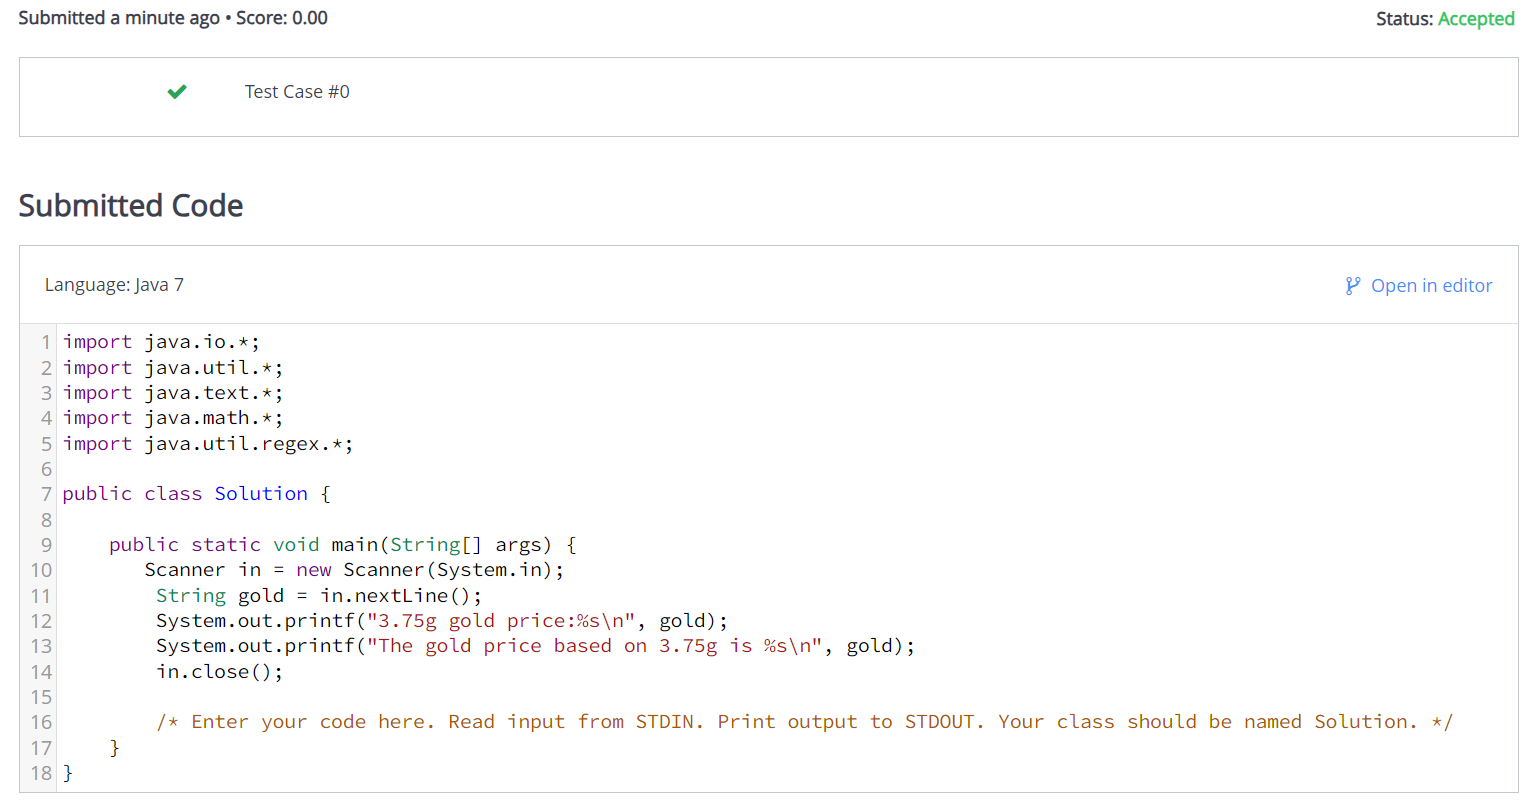 Submitted a minute ago • Score: 0.00
Status: Accepted
Test Case #0
Submitted Code
Language: Java 7
Open in editor
1 import java.io.*;
2 import java.util.*;
3 import java.text.*;
4 import java.math.*;
5 import java.util.regex.*;
6
7 public class Solution {
8
9     public static void main(String[] args) {
10        Scanner in = new Scanner(System.in);
11         String gold = in.nextLine();
12         System.out.printf("3.75g gold price:%s\n", gold);
13         System.out.printf("The gold price based on 3.75g is %s\n", gold);
14         in.close();
15
16         /* Enter your code here. Read input from STDIN. Print output to STDOUT. Your class should be named Solution. */
17     }
18 }